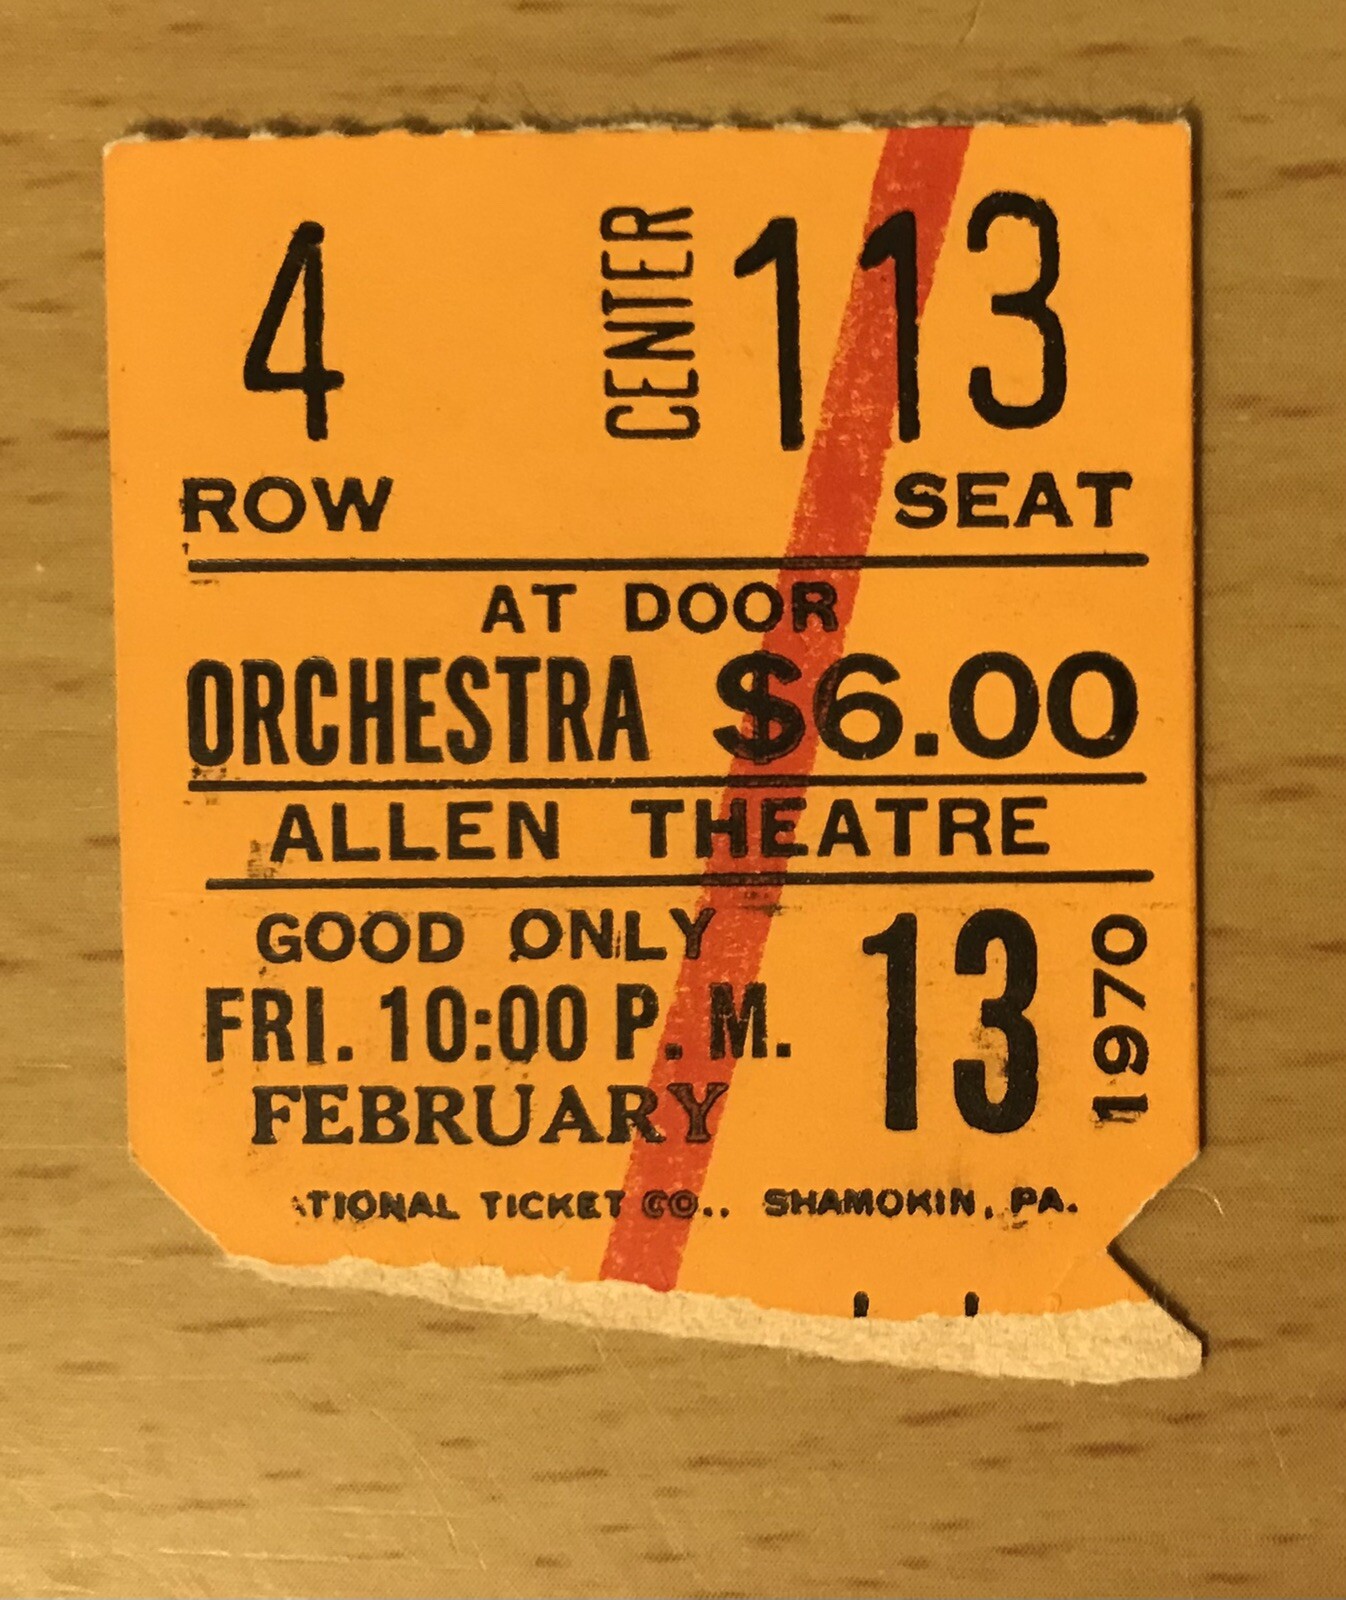 4 CENTER 113
ROW SEAT
AT DOOR
ORCHESTRA $6.00
ALLEN THEATRE
GOOD ONLY
FRI. 10:00 P. M.
FEBRUARY 13 1970
TICKET CO., SHAMOKIN, PA.